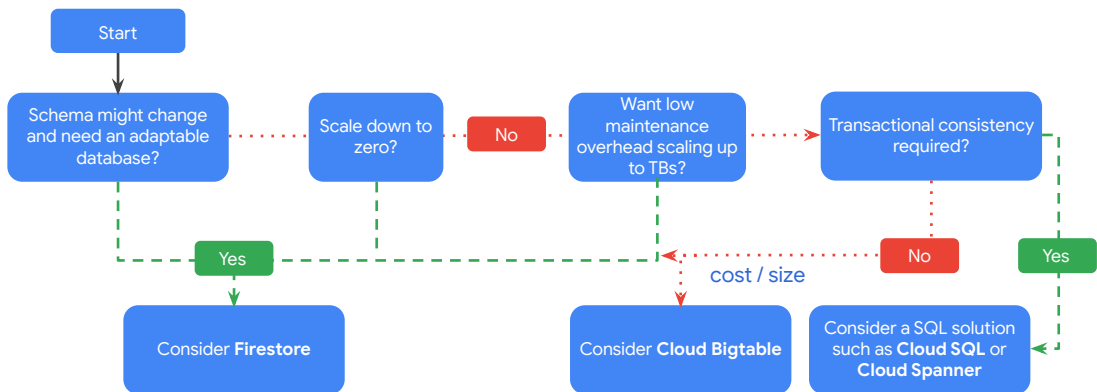 Start
Schema might change
and need an adaptable
database?
Scale down to
zero?
No
Want low
maintenance
overhead scaling up
to TBs?
Transactional consistency
required?
Yes
No
Yes
cost / size
Consider Firestore
Consider Cloud Bigtable
Consider a SQL solution
such as Cloud SQL or
Cloud Spanner